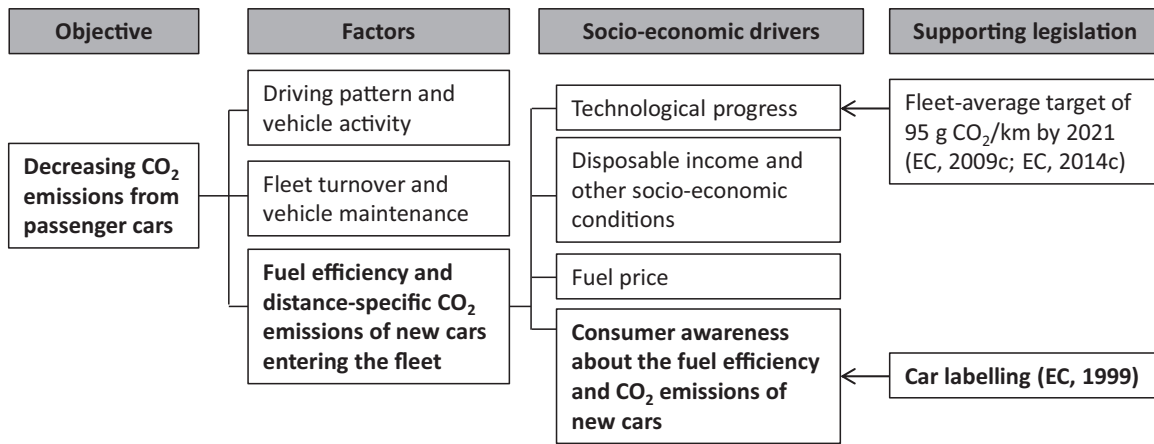 Objective
Factors
Socio-economic drivers
Supporting legislation
Decreasing CO₂
emissions from
passenger cars
Driving pattern and
vehicle activity
Fleet turnover and
vehicle maintenance
Fuel efficiency and
distance-specific CO₂
emissions of new cars
entering the fleet
Technological progress
Disposable income and
other socio-economic
conditions
Fuel price
Consumer awareness
about the fuel efficiency
and CO₂ emissions of
new cars
Fleet-average target of
95 g CO₂/km by 2021
(EC, 2009c; EC, 2014c)
Car labelling (EC, 1999)